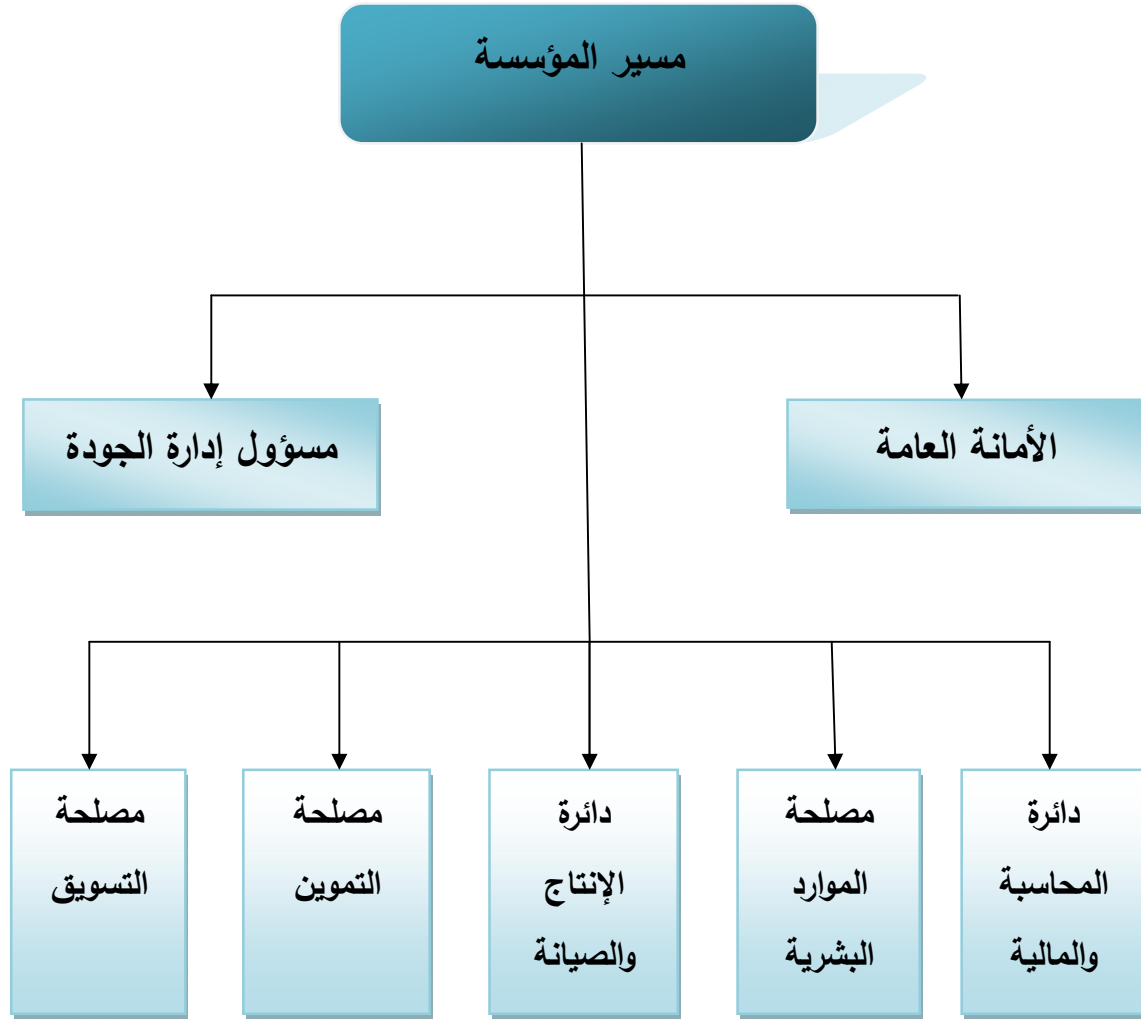 مسير المؤسسة
الأمانة العامة
مسؤول إدارة الجودة
دائرة
المحاسبة
والمالية
مصلحة
الموارد
البشرية
دائرة
الإنتاج
والصيانة
مصلحة
التموين
مصلحة
التسويق